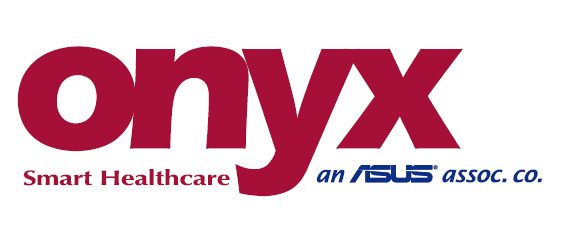 onyx
Smart Healthcare
an ASUS® assoc. co.